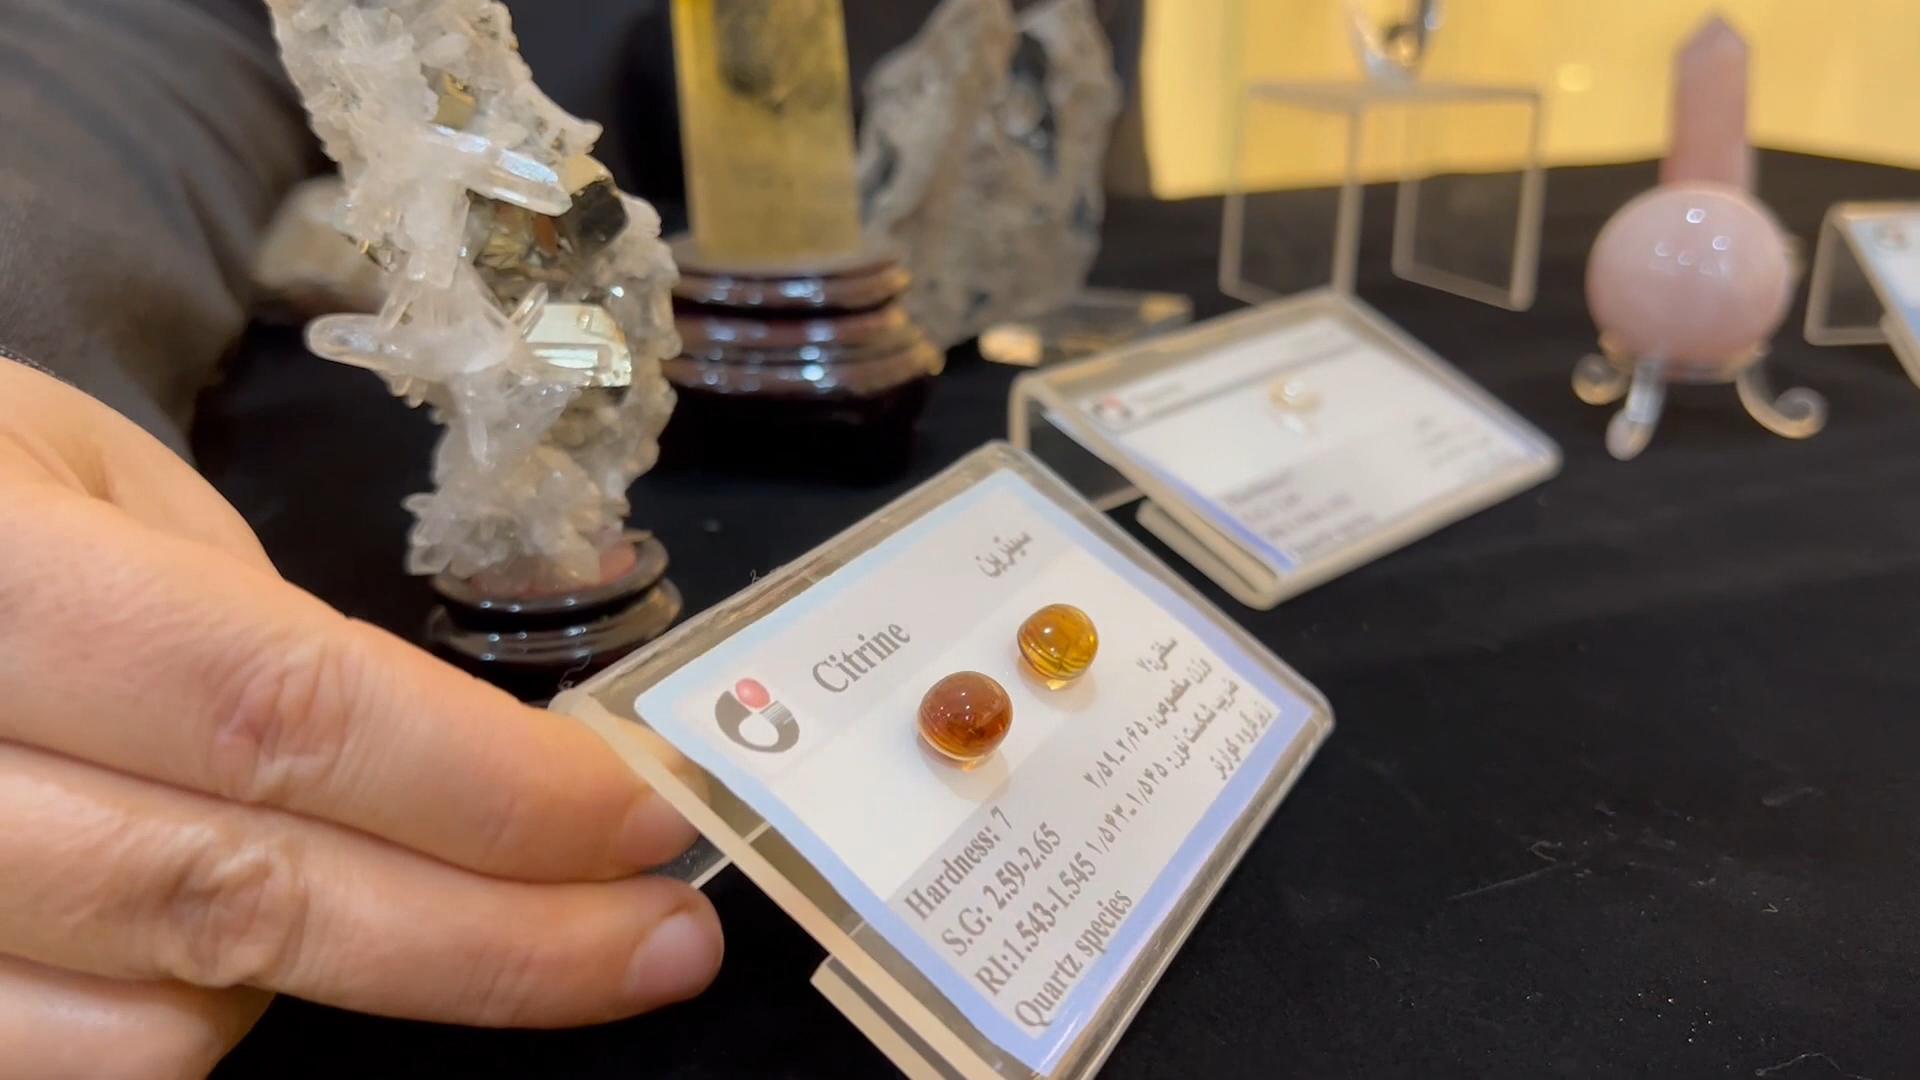 سیترین
Citrine
سختی: ۷
وزن مخصوص: ۲/۵۹-۲/۶۵
ضریب شکست نور: ۱/۵۴۳-۱/۵۴۵
زیر گروه کوارتز
Hardness: 7
S.G: 2.59-2.65
RI:1.543-1.545
Quartz species